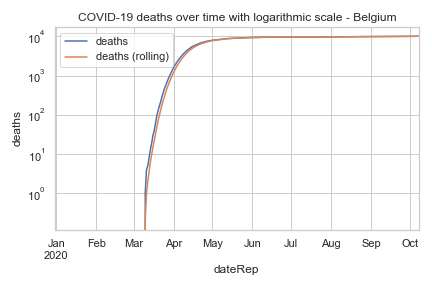 COVID-19 deaths over time with logarithmic scale - Belgium
deaths
deaths (rolling)
10⁴
10³
10²
10¹
10⁰
deaths
Jan Feb Mar Apr May Jun Jul Aug Sep Oct
2020
dateRep